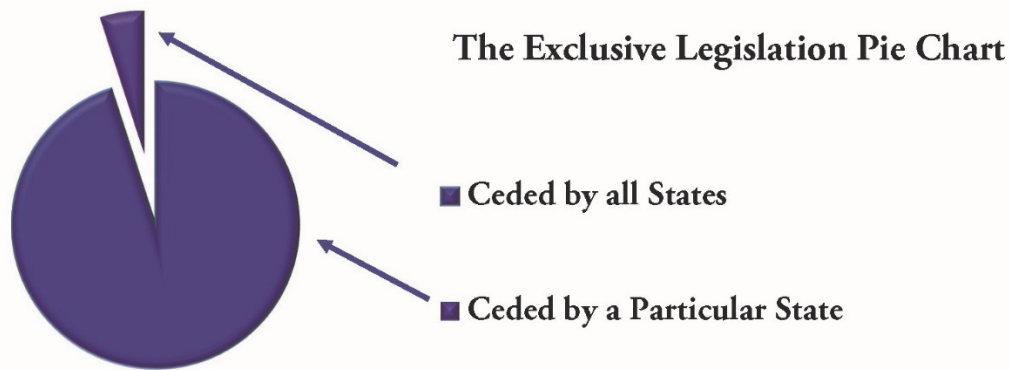 The Exclusive Legislation Pie Chart
Ceded by all States
Ceded by a Particular State